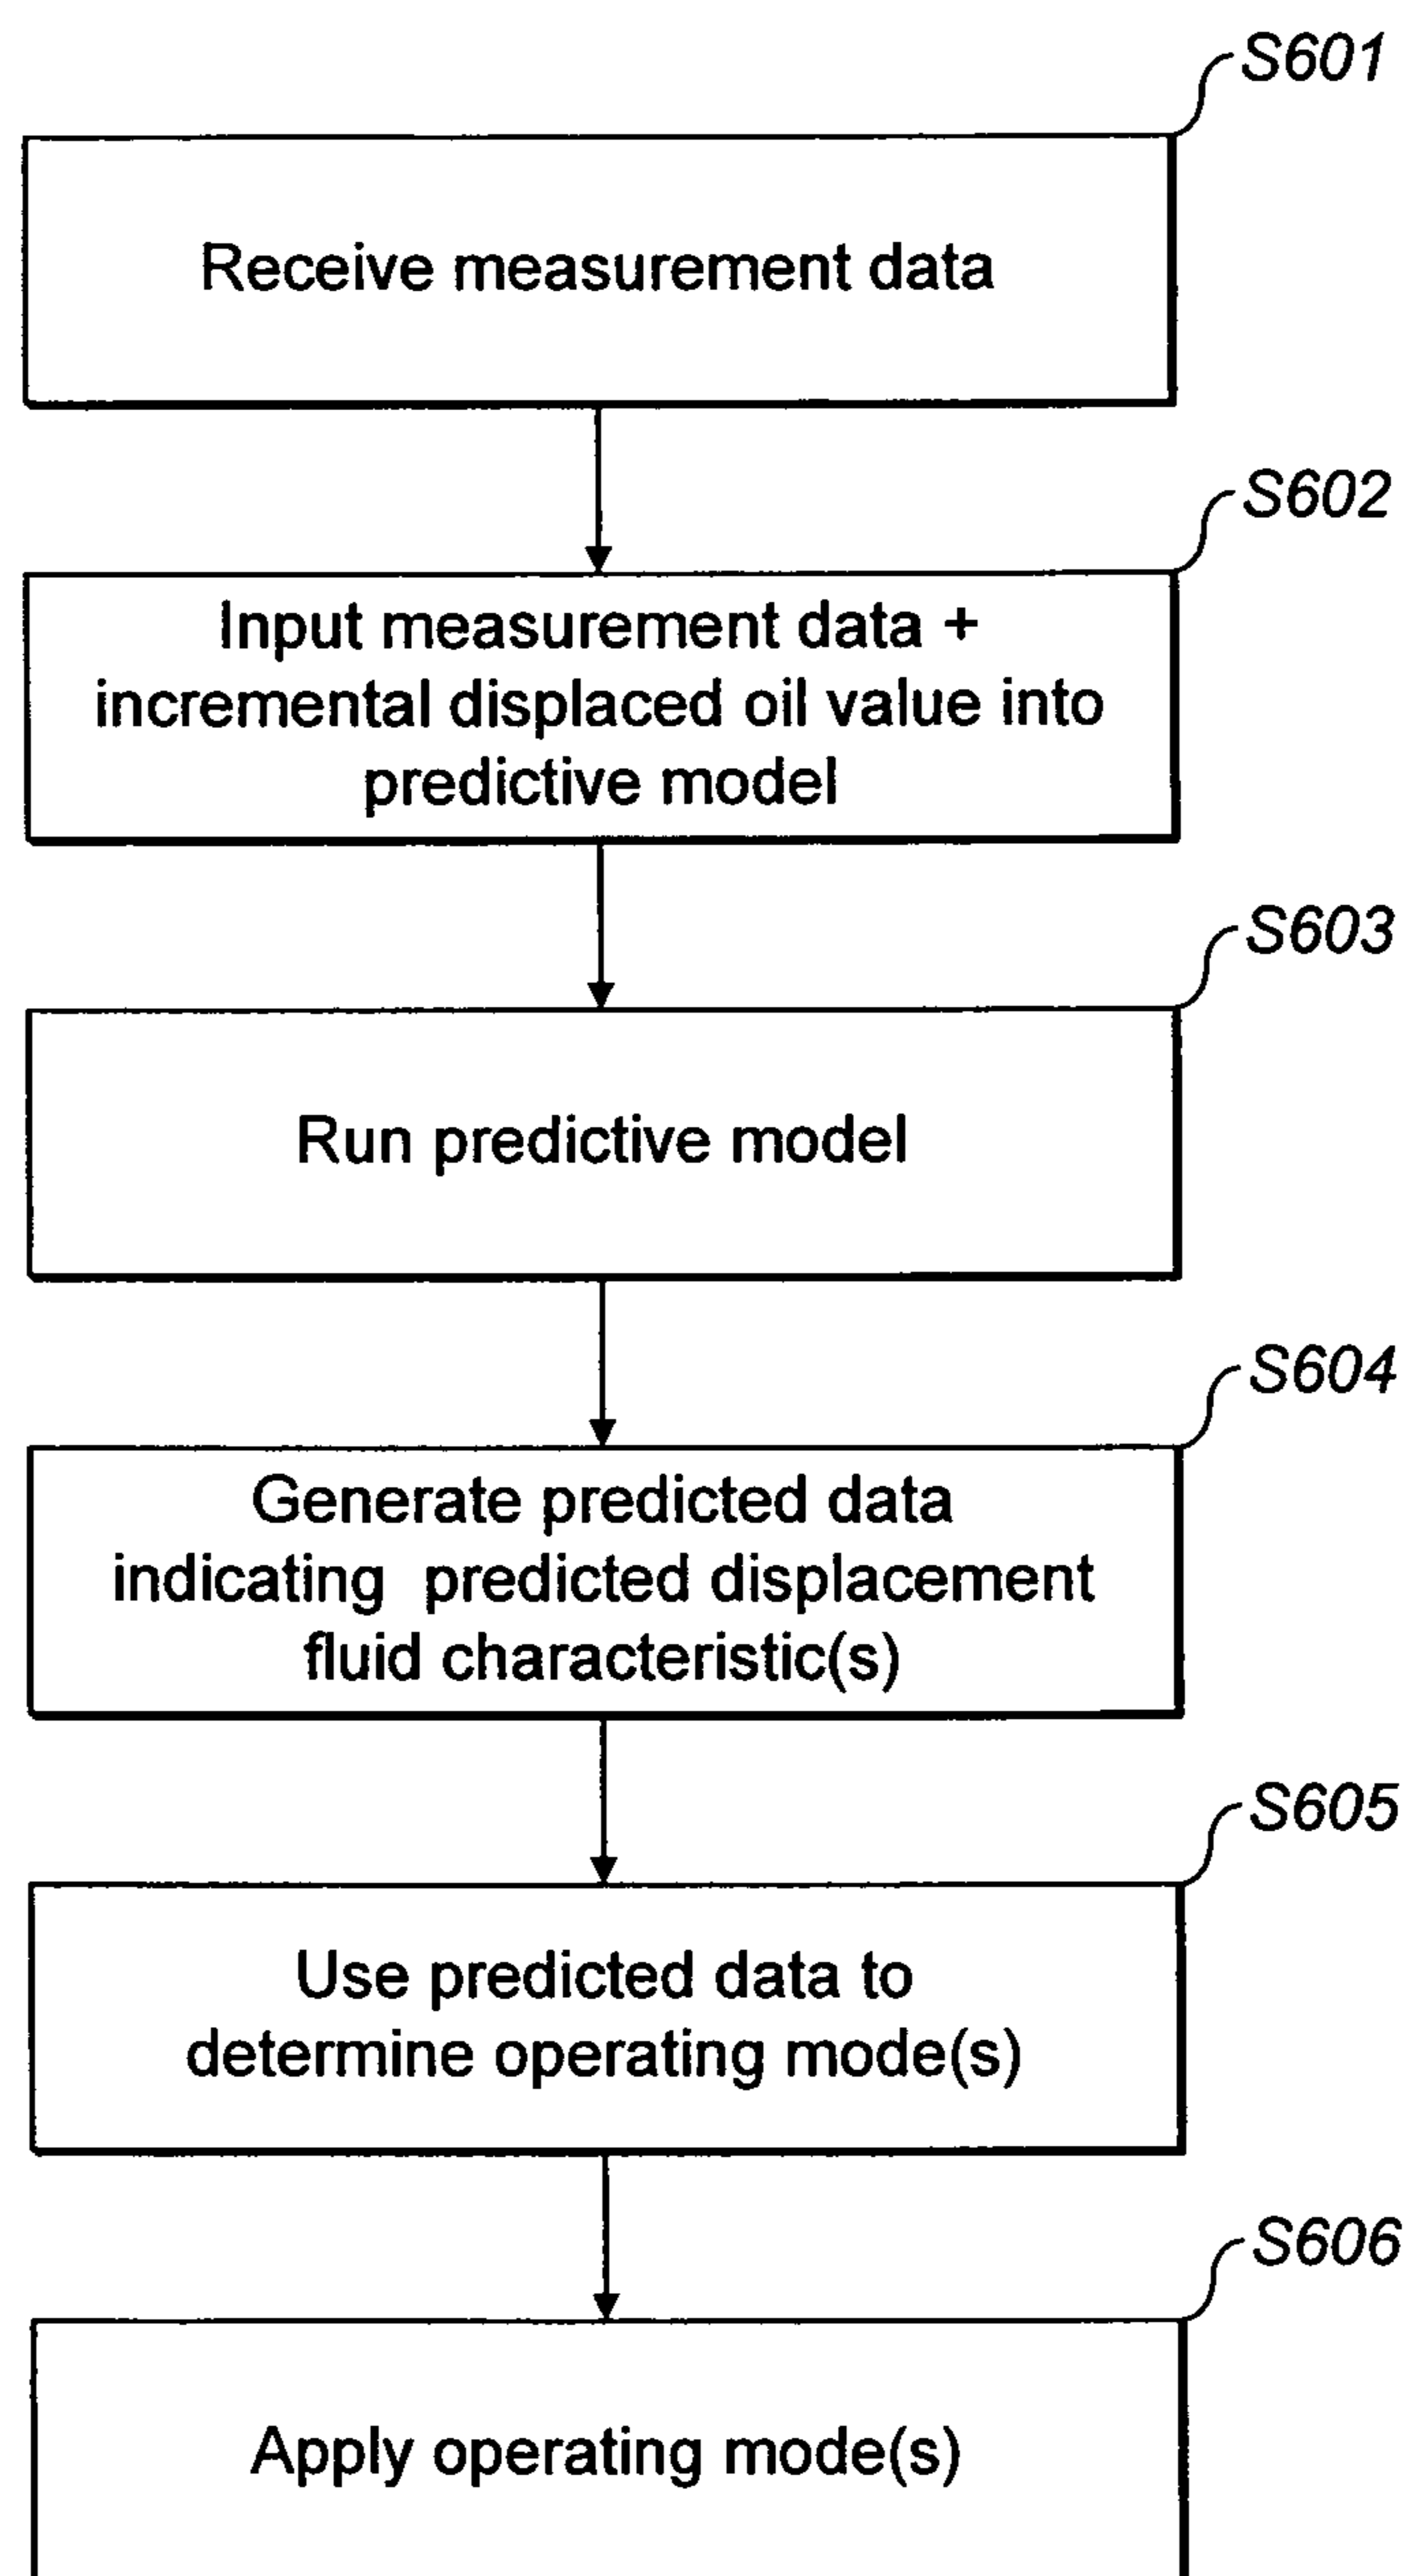 S601
Receive measurement data
S602
Input measurement data +
incremental displaced oil value into
predictive model
S603
Run predictive model
S604
Generate predicted data
indicating predicted displacement
fluid characteristic(s)
S605
Use predicted data to
determine operating mode(s)
S606
Apply operating mode(s)